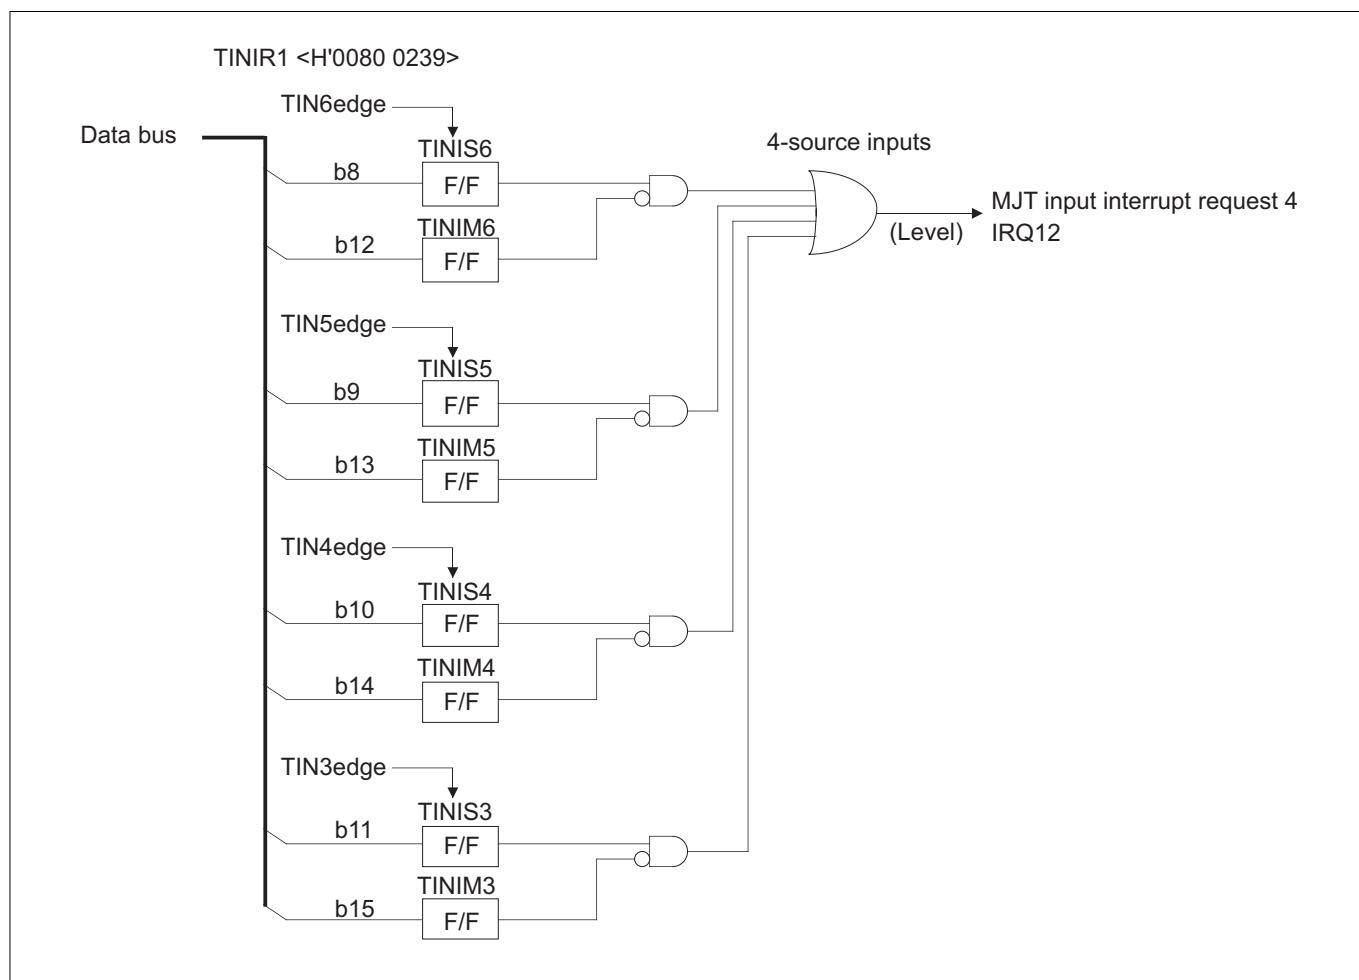 TINIR1 <H'0080 0239>
TIN6edge
Data bus
TINIS6
4-source inputs
b8
F/F
MJT input interrupt request 4
TINIM6
(Level)
IRQ12
b12
F/F
TIN5edge
TINIS5
b9
F/F
TINIM5
b13
F/F
TIN4edge
TINIS4
b10
F/F
TINIM4
b14
F/F
TIN3edge
TINIS3
b11
F/F
TINIM3
b15
F/F